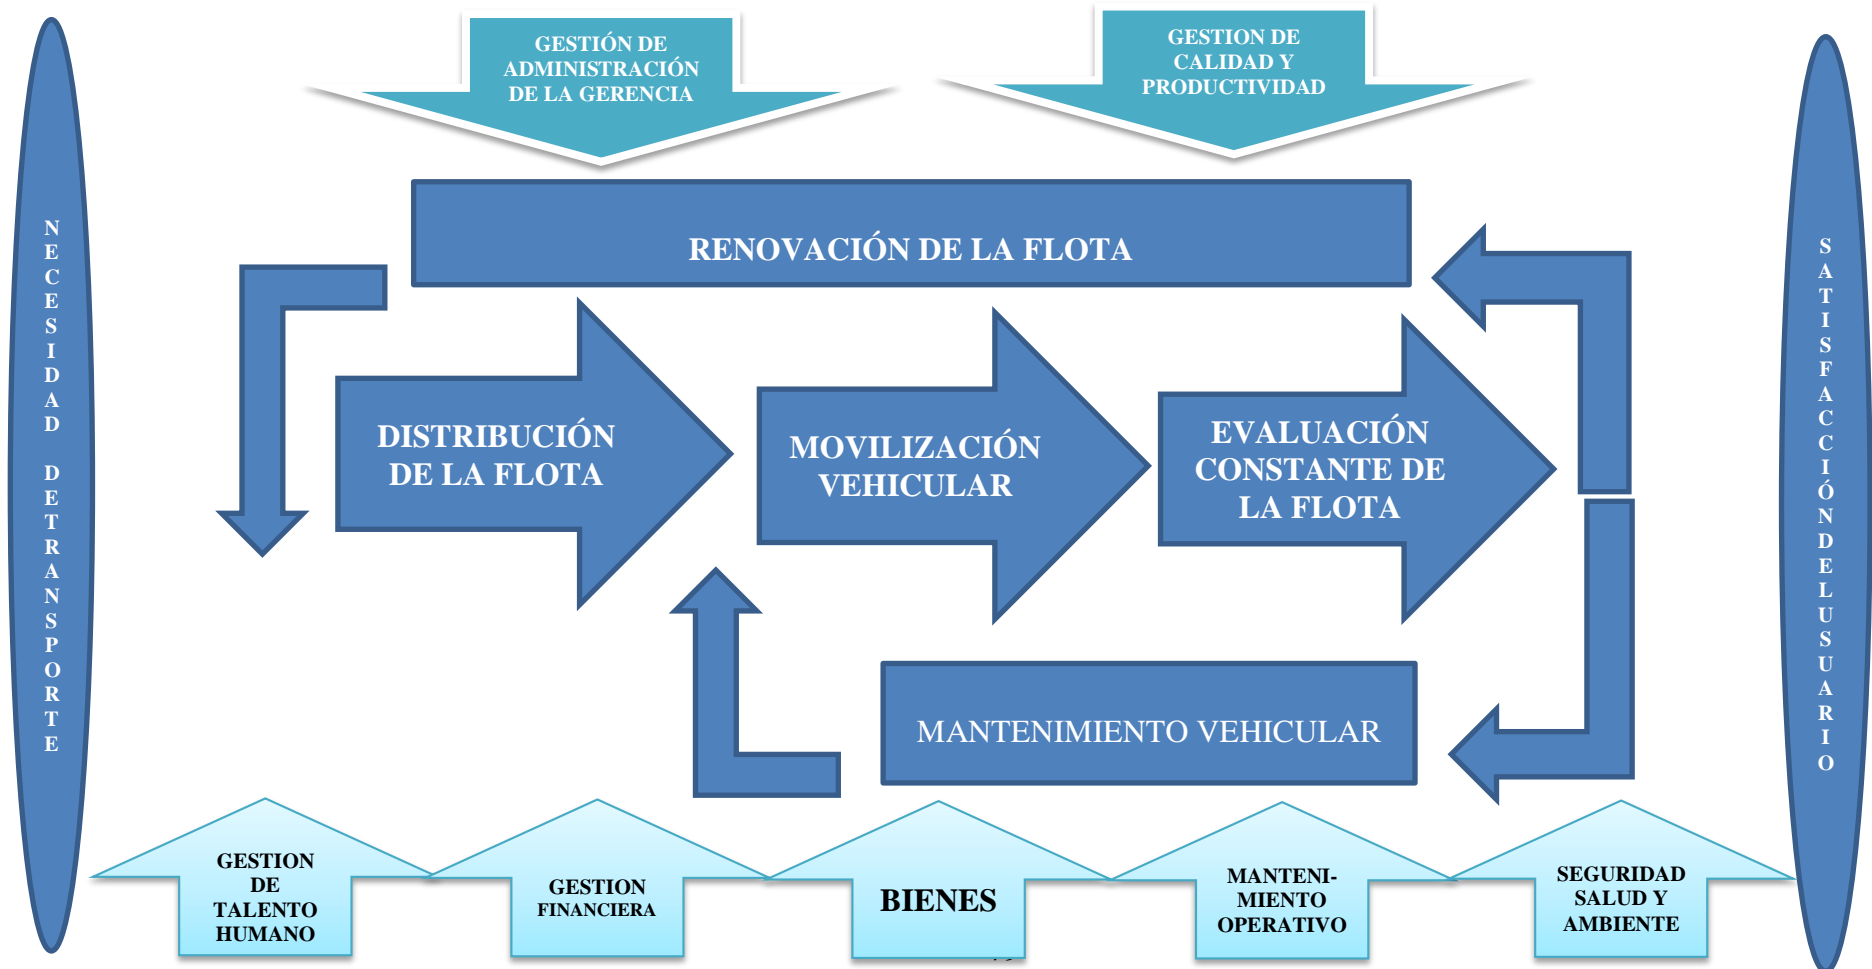 GESTIÓN DE
ADMINISTRACIÓN
DE LA GERENCIA
GESTION DE
CALIDAD Y
PRODUCTIVIDAD
N
E
C
E
S
I
D
A
D
D
E
T
R
A
N
S
P
O
R
T
E
RENOVACIÓN DE LA FLOTA
DISTRIBUCIÓN
DE LA FLOTA
MOVILIZACIÓN
VEHICULAR
EVALUACIÓN
CONSTANTE DE
LA FLOTA
MANTENIMIENTO VEHICULAR
S
A
T
I
S
F
A
C
C
I
Ó
N
D
E
L
U
S
U
A
R
I
O
GESTION
DE
TALENTO
HUMANO
GESTION
FINANCIERA
BIENES
MANTENI-
MIENTO
OPERATIVO
SEGURIDAD
SALUD Y
AMBIENTE